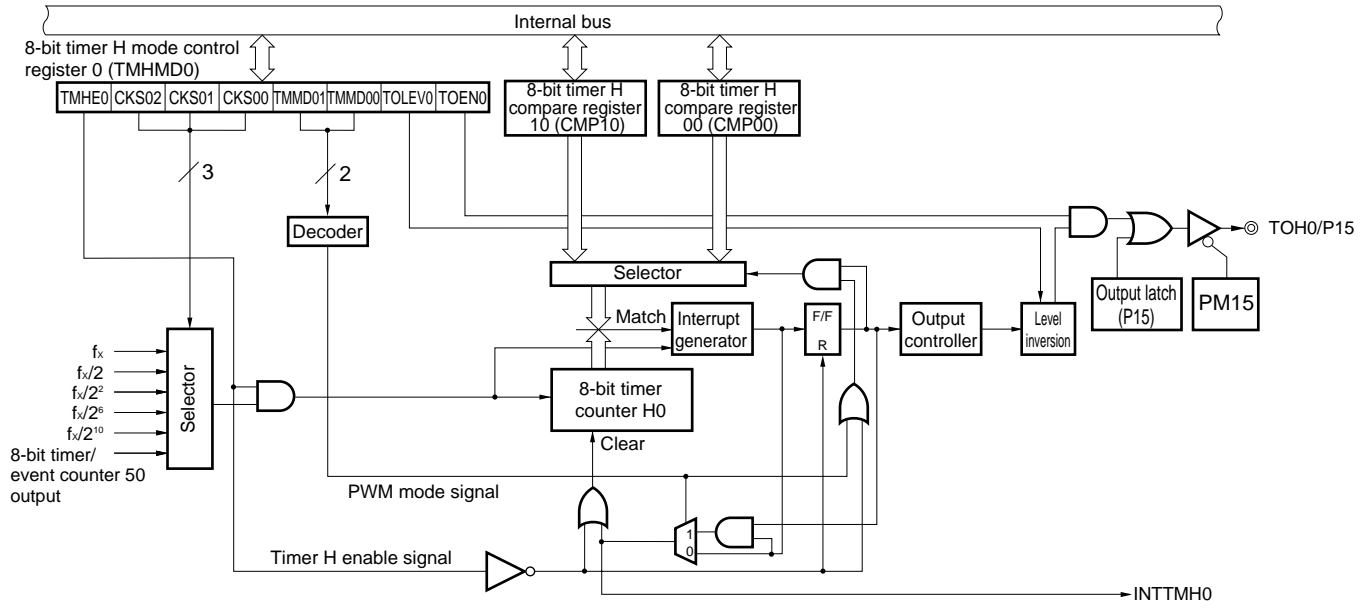 Internal bus
8-bit timer H mode control
register 0 (TMHMD0)
TMHE0 CKS02 CKS01 CKS00 TMMD01 TMMD00 TOLEV0 TOEN0
8-bit timer H
compare register
10 (CMP10)
8-bit timer H
compare register
00 (CMP00)
3
2
Decoder
TOH0/P15
Selector
Output latch
(P15)
PM15
Match
Interrupt
generator
F/F
R
Output
controller
Level
inversion
fX
fX/2
fX/2²
fX/2⁶
fX/2¹⁰
8-bit timer/
event counter 50
output
Selector
8-bit timer
counter H0
Clear
PWM mode signal
1
0
Timer H enable signal
INTTMH0